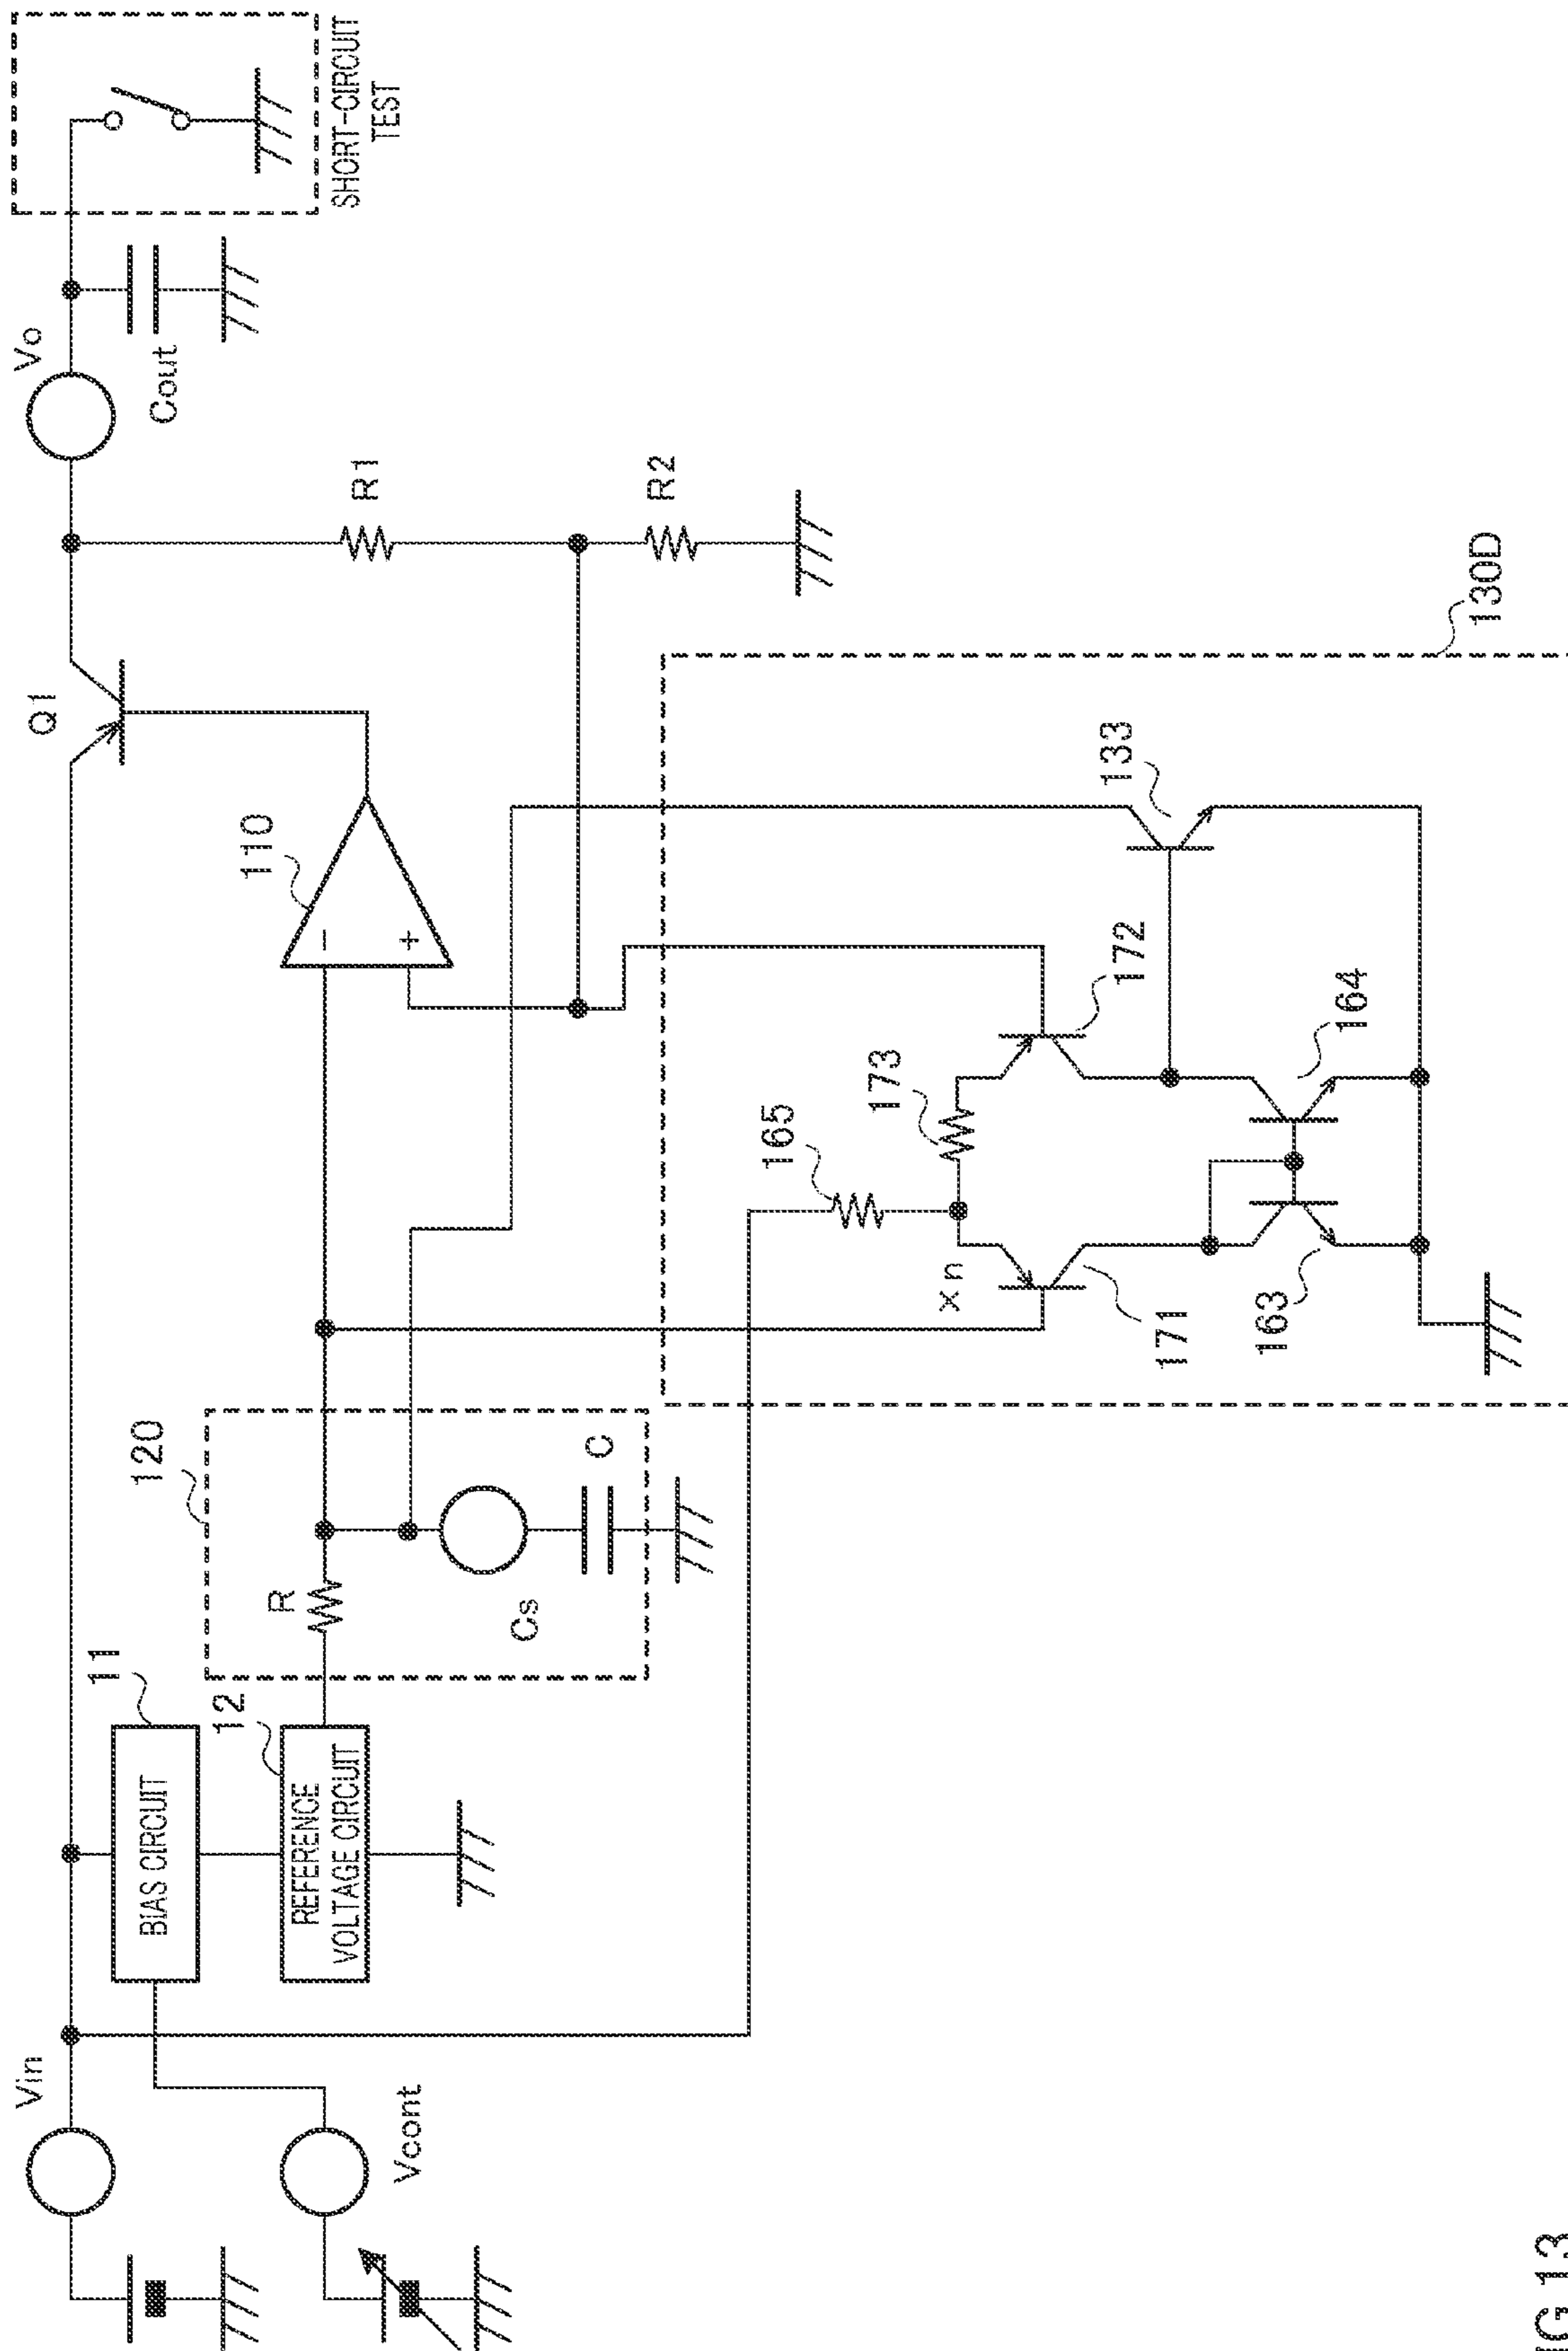 Vin
Vcont
11
BIAS CIRCUIT
12
REFERENCE
VOLTAGE CIRCUIT
120
R
Cs
C
110
−
+
Q1
R1
R2
Vo
Cout
SHORT-CIRCUIT
TEST
130D
165
173
xn
171
172
133
163
164